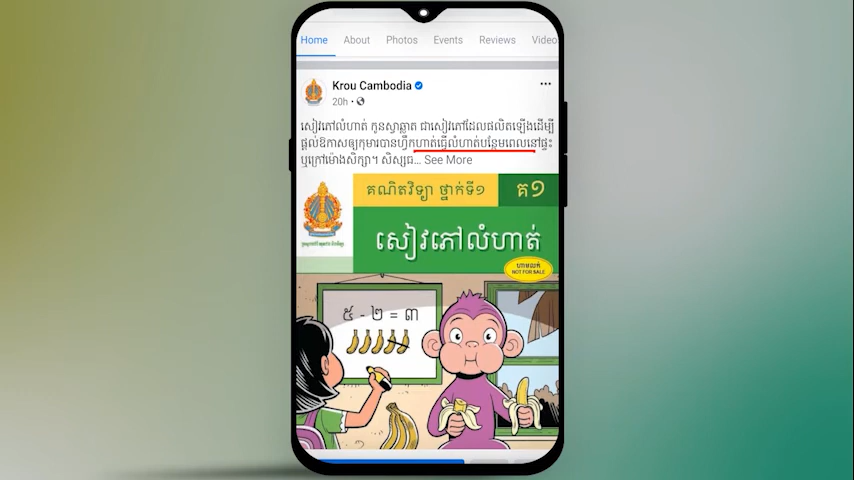 Home About Photos Events Reviews Video
Krou Cambodia
20h
សៀវភៅលំហាត់ កូនស្វាឆ្លាត ជាសៀវភៅដែលផលិតឡើងដើម្បី
ផ្តល់ឱកាសឲ្យកុមារបានហ្វឹកហាត់ធ្វើលំហាត់បន្ថែមពេលនៅផ្ទះ
ឬក្រៅម៉ោងសិក្សា។ សិស្សធ... See More
គណិតវិទ្យា ថ្នាក់ទី១ គ១
សៀវភៅលំហាត់
ហាមលក់
NOT FOR SALE
៥ - ២ = ៣